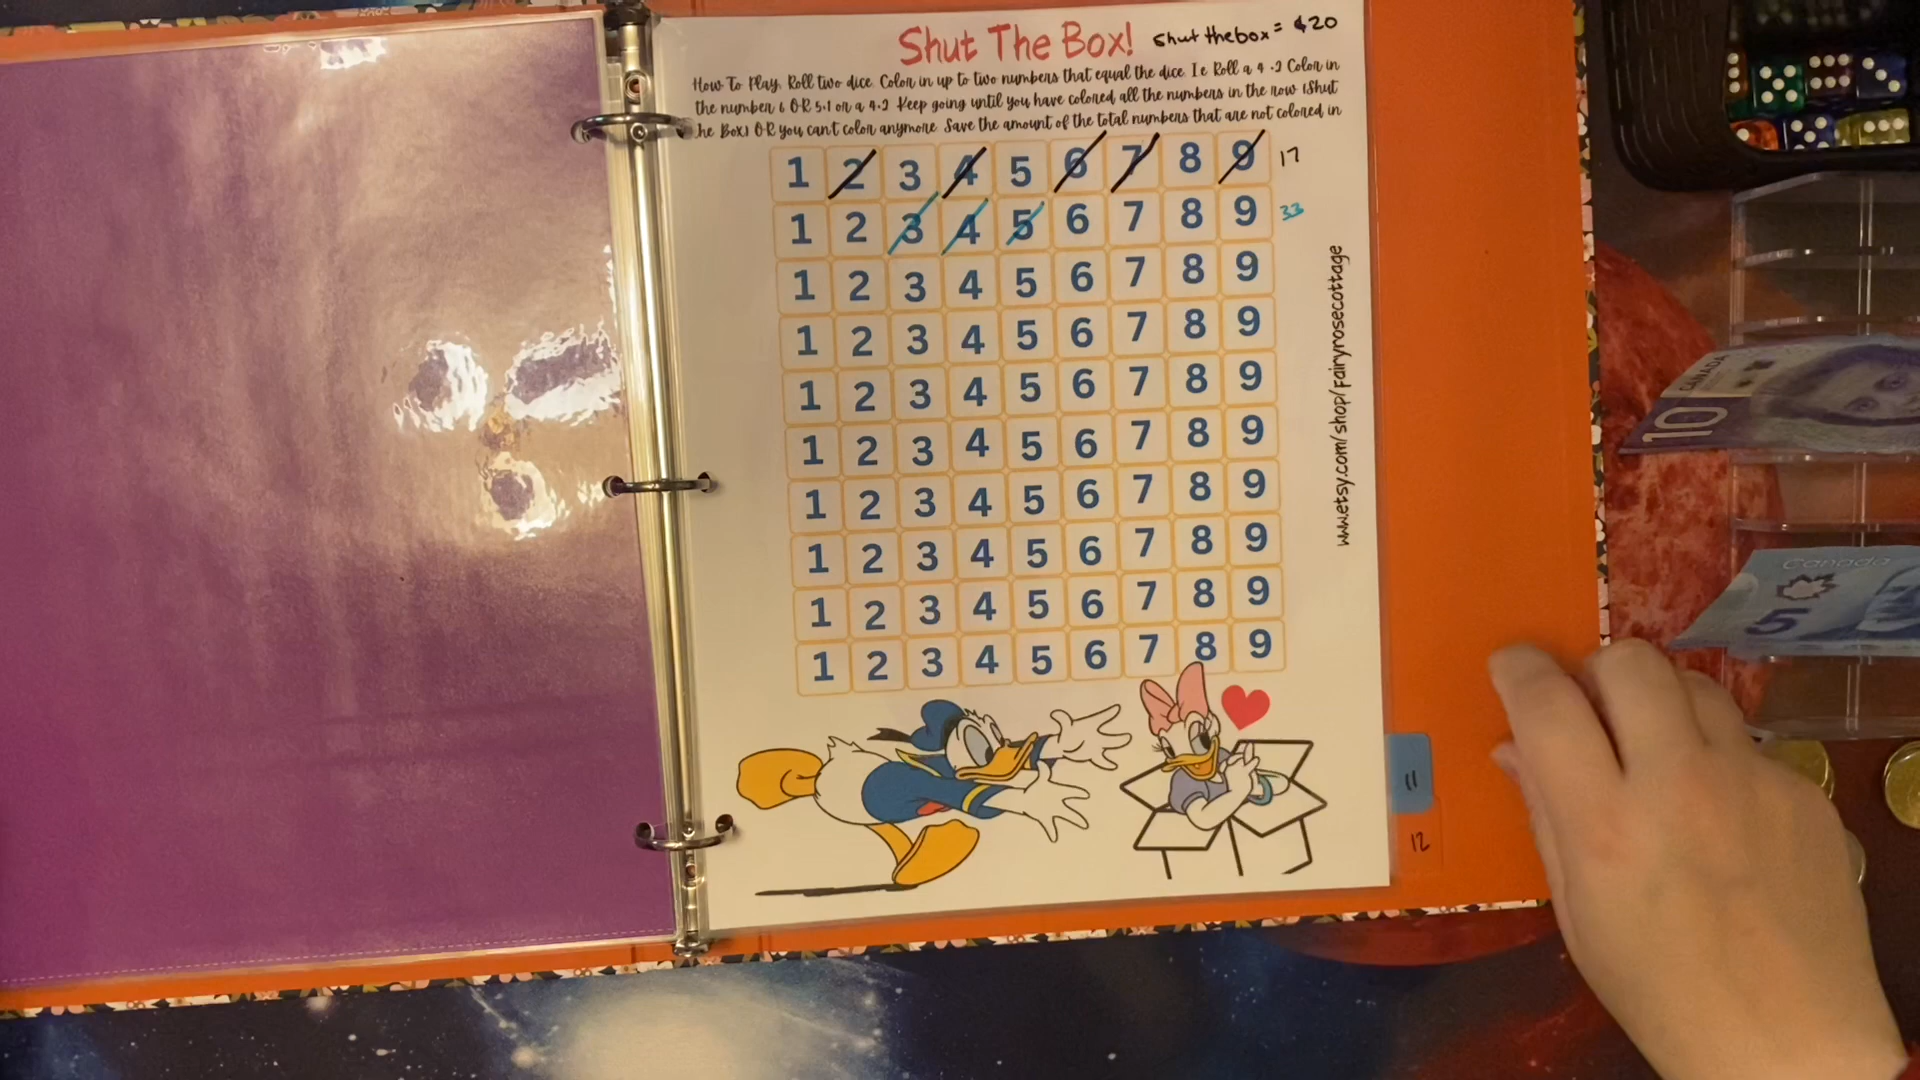 Shut The Box! Shut the box = $20
How To Play. Roll two dice. Color in up to two numbers that equal the dice. I.e Roll a 4 +2 Color in
the number 6 OR 5+1 or a 4+2 Keep going until you have colored all the numbers in the row (Shut
he Box) OR you can't color anymore. Save the amount of the total numbers that are not colored in
1 2 3 4 5 6 7 8 9 17
1 2 3 4 5 6 7 8 9 33
1 2 3 4 5 6 7 8 9
1 2 3 4 5 6 7 8 9
1 2 3 4 5 6 7 8 9
1 2 3 4 5 6 7 8 9
1 2 3 4 5 6 7 8 9
1 2 3 4 5 6 7 8 9
1 2 3 4 5 6 7 8 9
1 2 3 4 5 6 7 8 9
www.etsy.com/shop/fairyrosecottage
11
12
CANADA
10
Canada
5